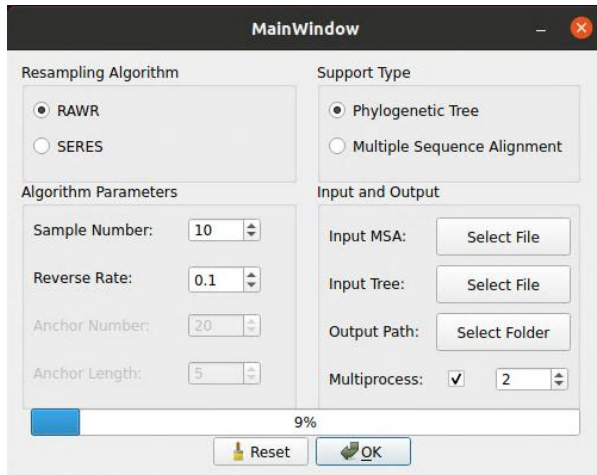 MainWindow
Resampling Algorithm
RAWR
SERES
Support Type
Phylogenetic Tree
Multiple Sequence Alignment
Algorithm Parameters
Sample Number: 10
Reverse Rate: 0.1
Anchor Number: 20
Anchor Length: 5
Input and Output
Input MSA: Select File
Input Tree: Select File
Output Path: Select Folder
Multiprocess: 2
9%
Reset OK